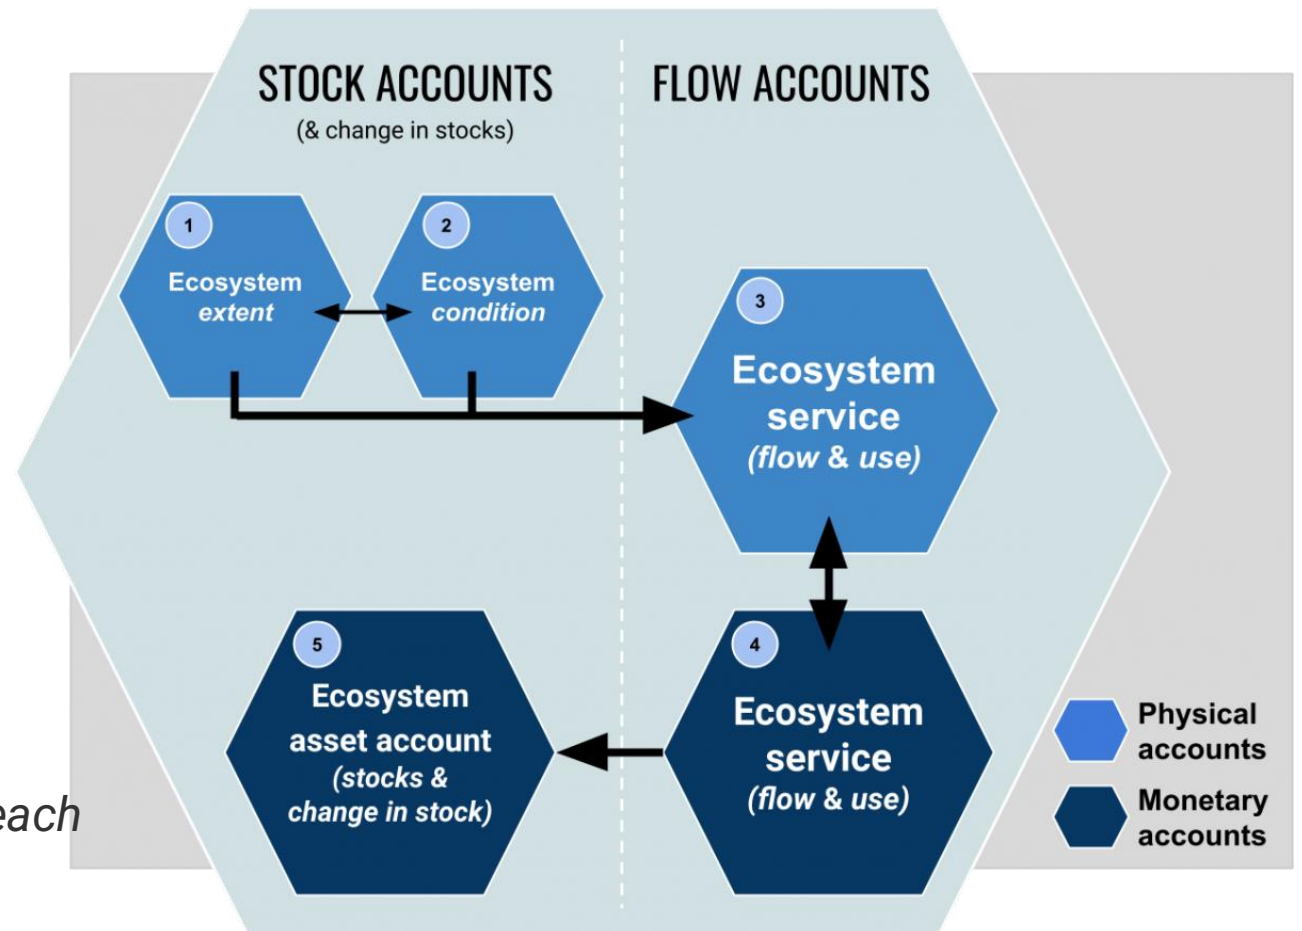 STOCK ACCOUNTS
(& change in stocks)
FLOW ACCOUNTS
1
Ecosystem
extent
2
Ecosystem
condition
3
Ecosystem
service
(flow & use)
4
Ecosystem
service
(flow & use)
5
Ecosystem
asset account
(stocks &
change in stock)
Physical
accounts
Monetary
accounts